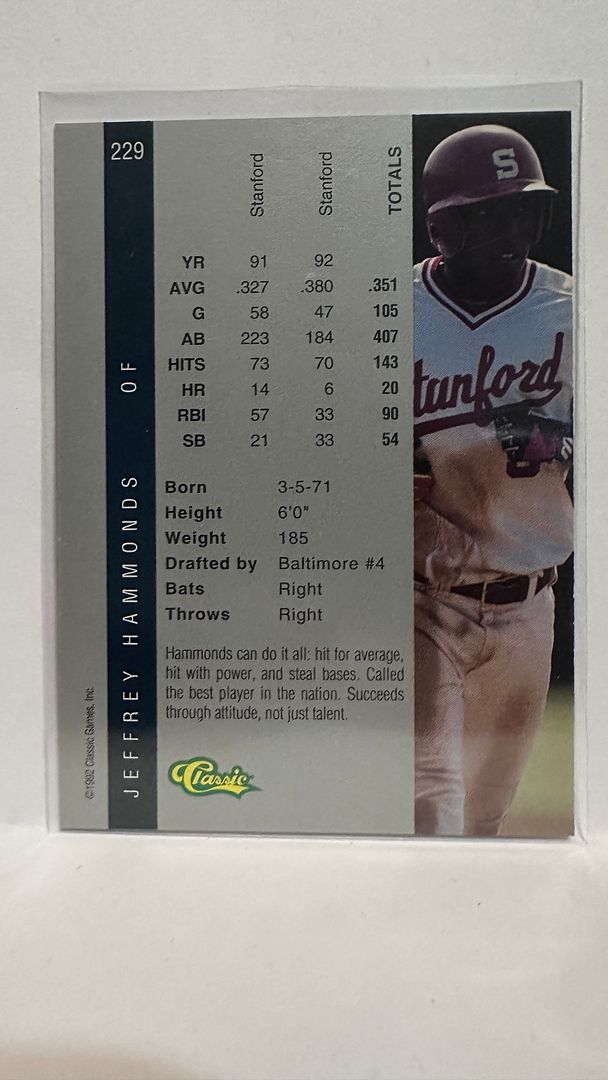 229
JEFFREY HAMMONDS OF
©1992 Classic Games, Inc.
Stanford Stanford TOTALS
YR 91 92
AVG .327 .380 .351
G 58 47 105
AB 223 184 407
HITS 73 70 143
HR 14 6 20
RBI 57 33 90
SB 21 33 54
Born 3-5-71
Height 6'0"
Weight 185
Drafted by Baltimore #4
Bats Right
Throws Right
Hammonds can do it all: hit for average,
hit with power, and steal bases. Called
the best player in the nation. Succeeds
through attitude, not just talent.
Classic
S
tanford